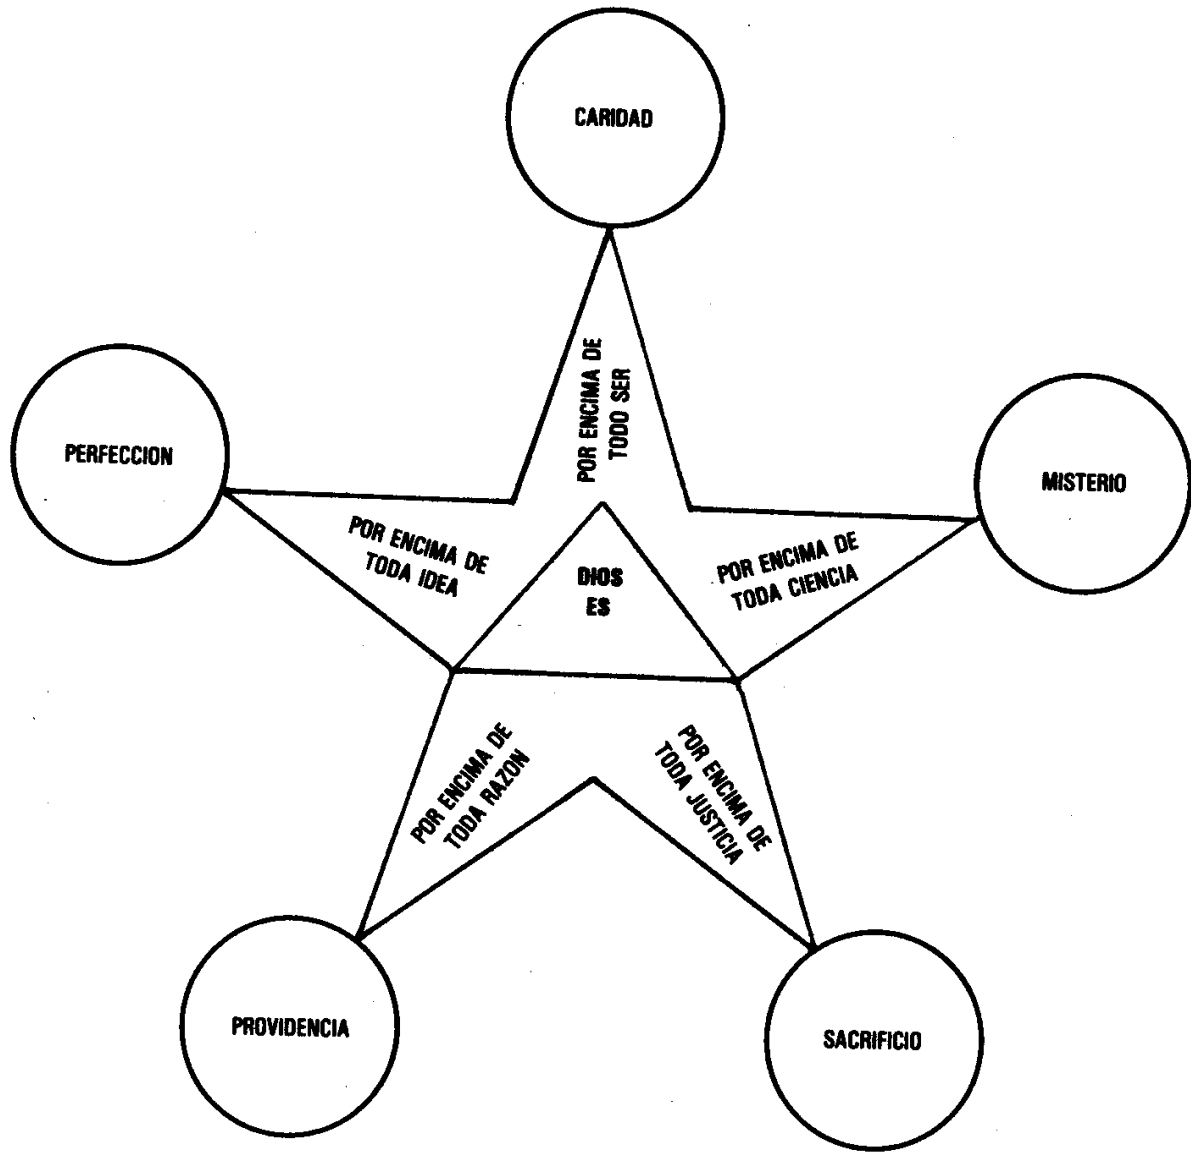 CARIDAD
POR ENCIMA DE
TODO SER
PERFECCION
MISTERIO
POR ENCIMA DE
TODA IDEA
DIOS
ES
POR ENCIMA DE
TODA CIENCIA
POR ENCIMA DE
TODA RAZON
POR ENCIMA DE
TODA JUSTICIA
PROVIDENCIA
SACRIFICIO